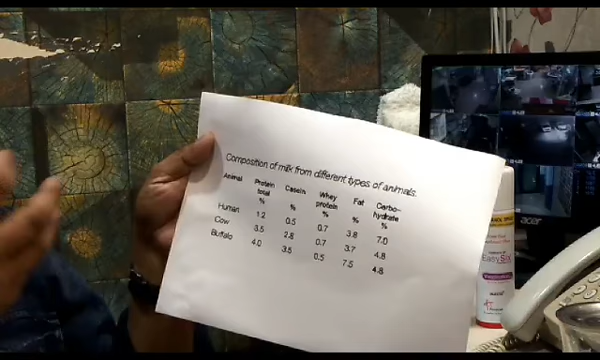 Composition of milk from different types of animals.
Animal Protein total % Casein % Whey protein % Fat % Carbo-hydrate %
Human 1.2 0.5 0.7 3.8 7.0
Cow 3.5 2.8 0.7 3.7 4.8
Buffalo 4.0 3.5 0.5 7.5 4.8
acer
EasySix